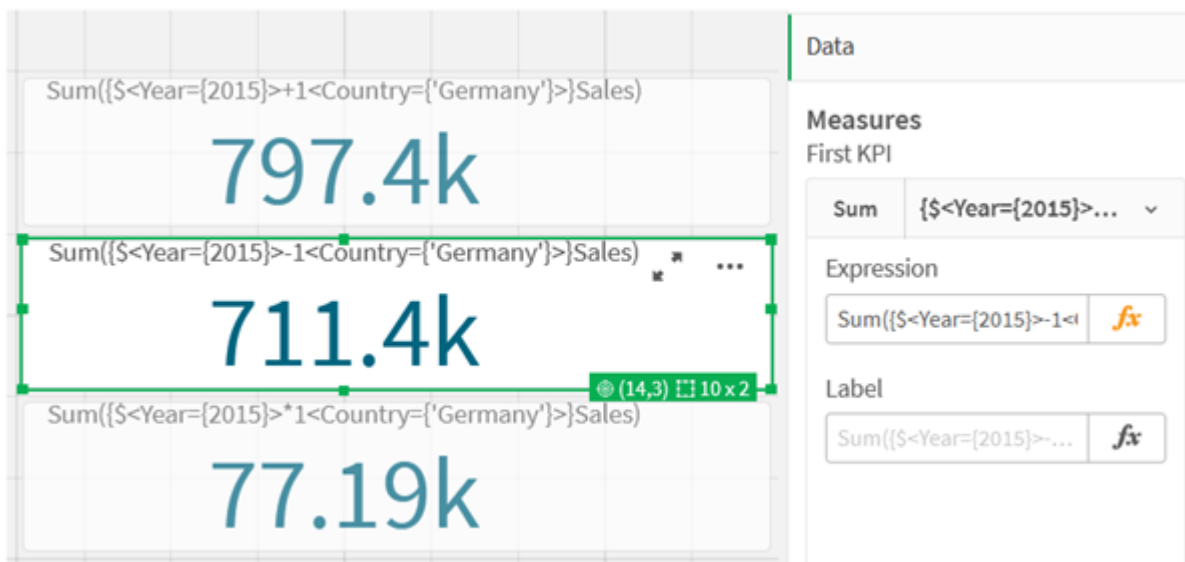 Sum({$<Year={2015}>+1<Country={'Germany'}>}Sales)
797.4k
Sum({$<Year={2015}>-1<Country={'Germany'}>}Sales)
711.4k
(14,3) 10 x 2
Sum({$<Year={2015}>*1<Country={'Germany'}>}Sales)
77.19k
Data
Measures
First KPI
Sum {$<Year={2015}>...
Expression
Sum({$<Year={2015}>-1<( fx
Label
Sum({$<Year={2015}>-... fx